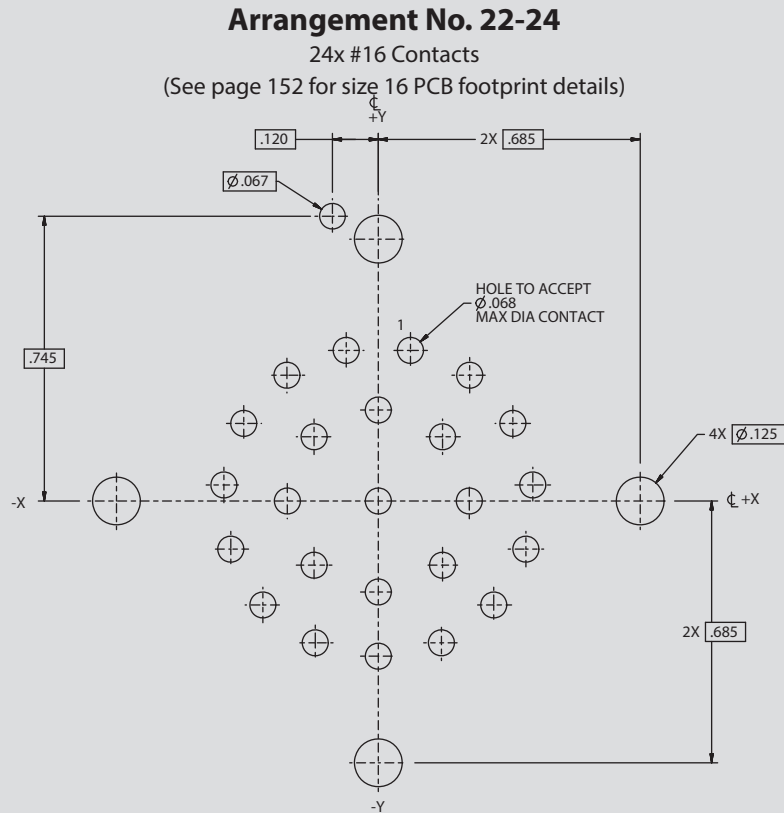 Arrangement No. 22-24
24x #16 Contacts
(See page 152 for size 16 PCB footprint details)
℄
+Y
.120
2X .685
Ø.067
HOLE TO ACCEPT
Ø.068
MAX DIA CONTACT
1
.745
4X Ø.125
-X
℄ +X
2X .685
-Y